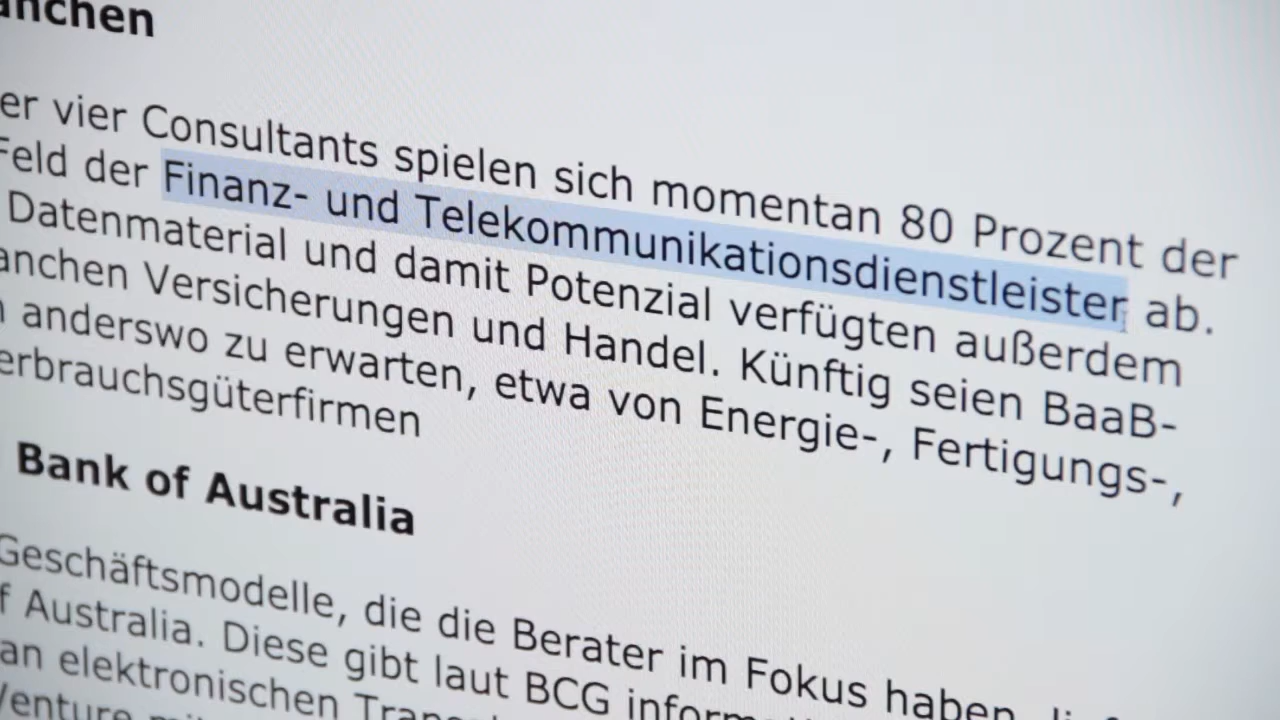 anchen
er vier Consultants spielen sich momentan 80 Prozent der
Feld der Finanz- und Telekommunikationsdienstleister ab.
Datenmaterial und damit Potenzial verfügten außerdem
anchen Versicherungen und Handel. Künftig seien BaaB-
n anderswo zu erwarten, etwa von Energie-, Fertigungs-,
erbrauchsgüterfirmen
Bank of Australia
Geschäftsmodelle, die die Berater im Fokus haben,
f Australia. Diese gibt laut BCG
an elektronischen
Venture